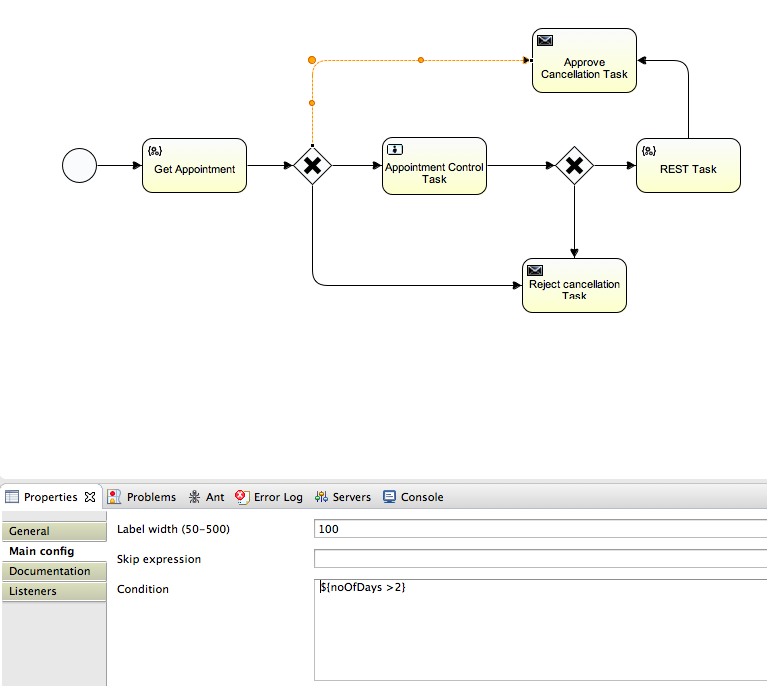 Approve
Cancellation Task
Get Appointment
Appointment Control
Task
REST Task
Reject cancellation
Task
Properties Problems Ant Error Log Servers Console
General
Main config
Documentation
Listeners
Label width (50-500) 100
Skip expression
Condition ${noOfDays >2}